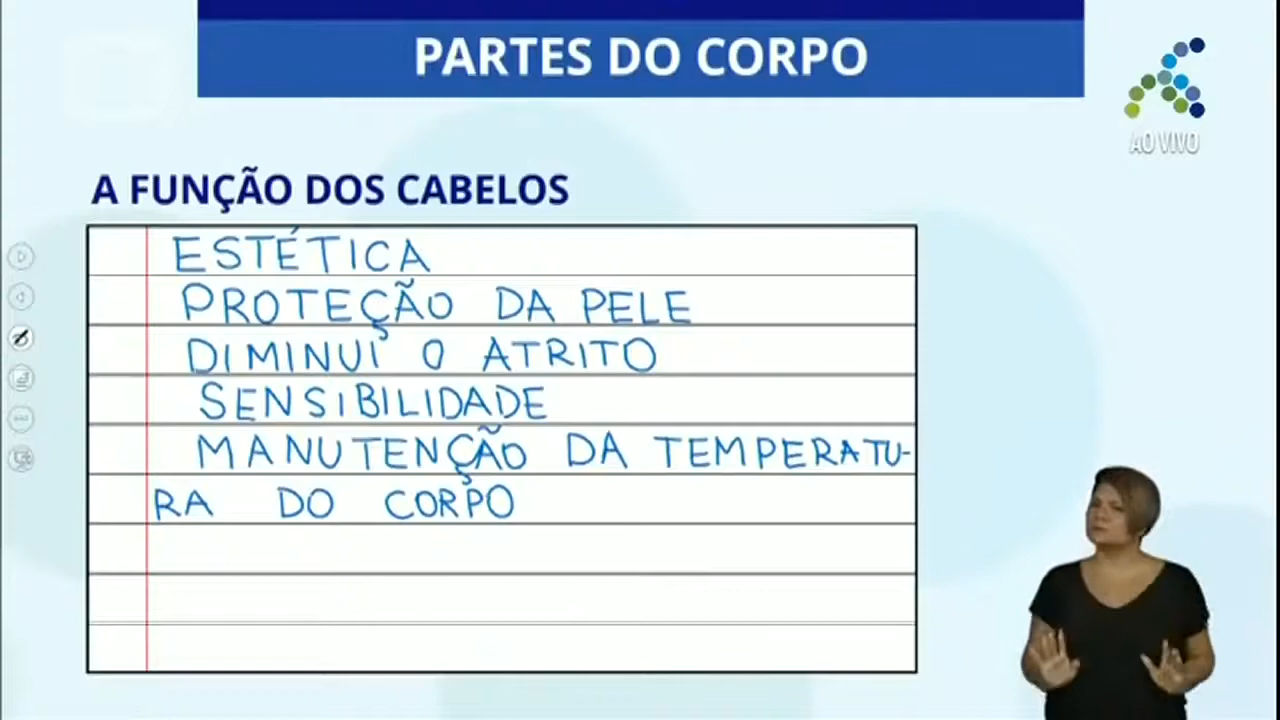 PARTES DO CORPO
AO VIVO
A FUNÇÃO DOS CABELOS
ESTÉTICA
PROTEÇÃO DA PELE
DIMINUI O ATRITO
SENSIBILIDADE
MANUTENÇÃO DA TEMPERATU-
RA DO CORPO